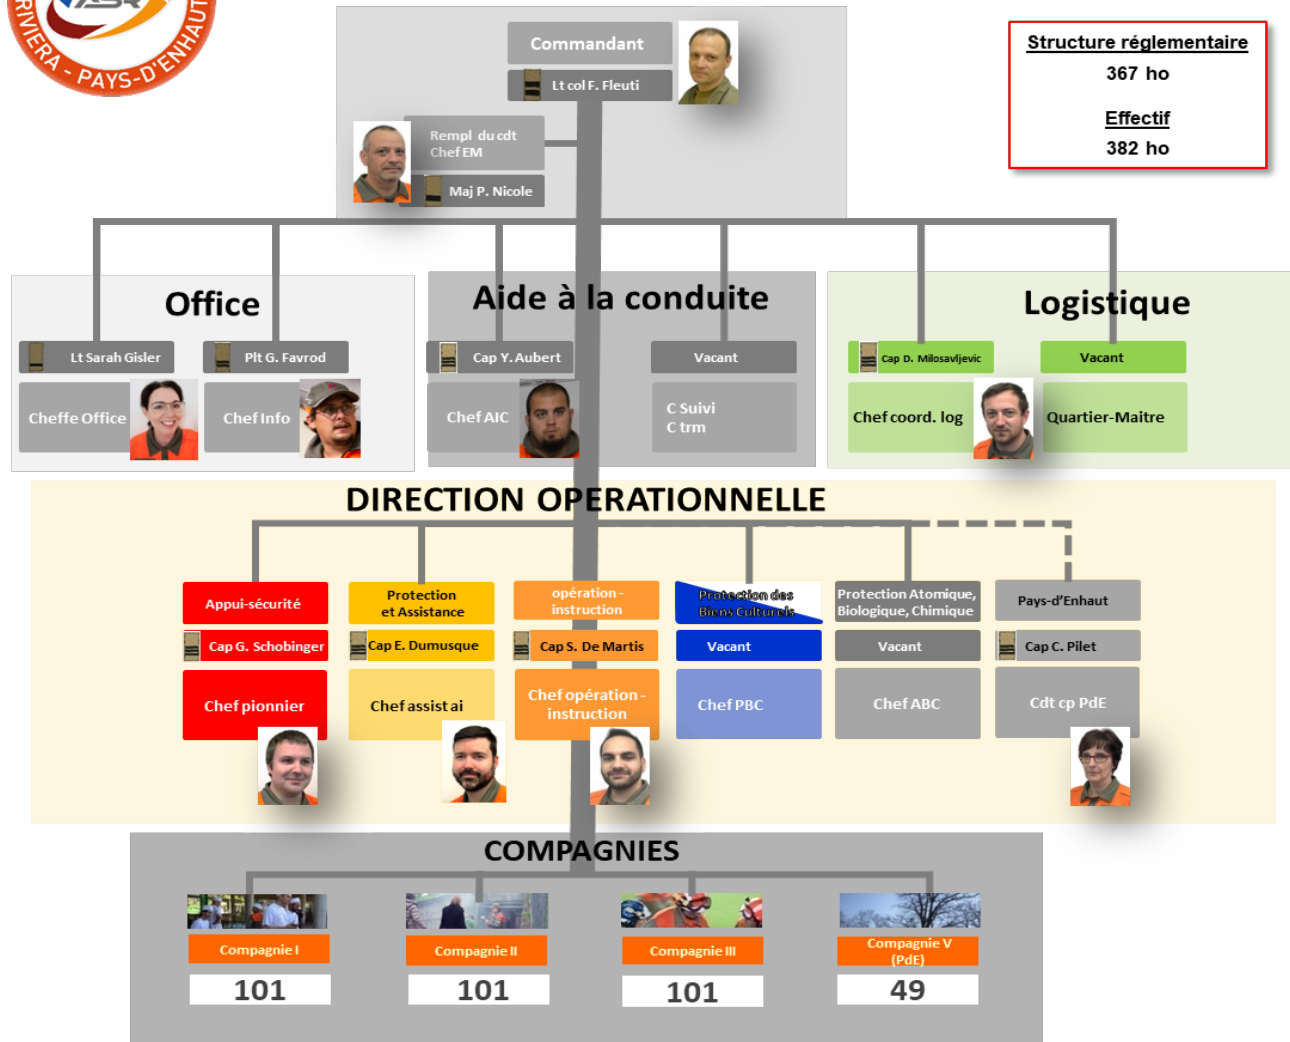 ASR
RIVIERA - PAYS-D'ENHAUT
Commandant
Lt col F. Fleuti
Rempl du cdt
Chef EM
Maj P. Nicole
Structure réglementaire
367 ho
Effectif
382 ho
Office
Lt Sarah Gisler
Plt G. Favrod
Cheffe Office
Chef Info
Aide à la conduite
Cap Y. Aubert
Vacant
Chef AIC
C Suivi
C trm
Logistique
Cap D. Milosavljevic
Vacant
Chef coord. log
Quartier-Maitre
DIRECTION OPERATIONNELLE
Appui-sécurité
Cap G. Schobinger
Chef pionnier
Protection
et Assistance
Cap E. Dumusque
Chef assist ai
opération -
instruction
Cap S. De Martis
Chef opération -
instruction
Protection des
Biens Culturels
Vacant
Chef PBC
Protection Atomique,
Biologique, Chimique
Vacant
Chef ABC
Pays-d'Enhaut
Cap C. Pilet
Cdt cp PdE
COMPAGNIES
Compagnie I
101
Compagnie II
101
Compagnie III
101
Compagnie V
(PdE)
49